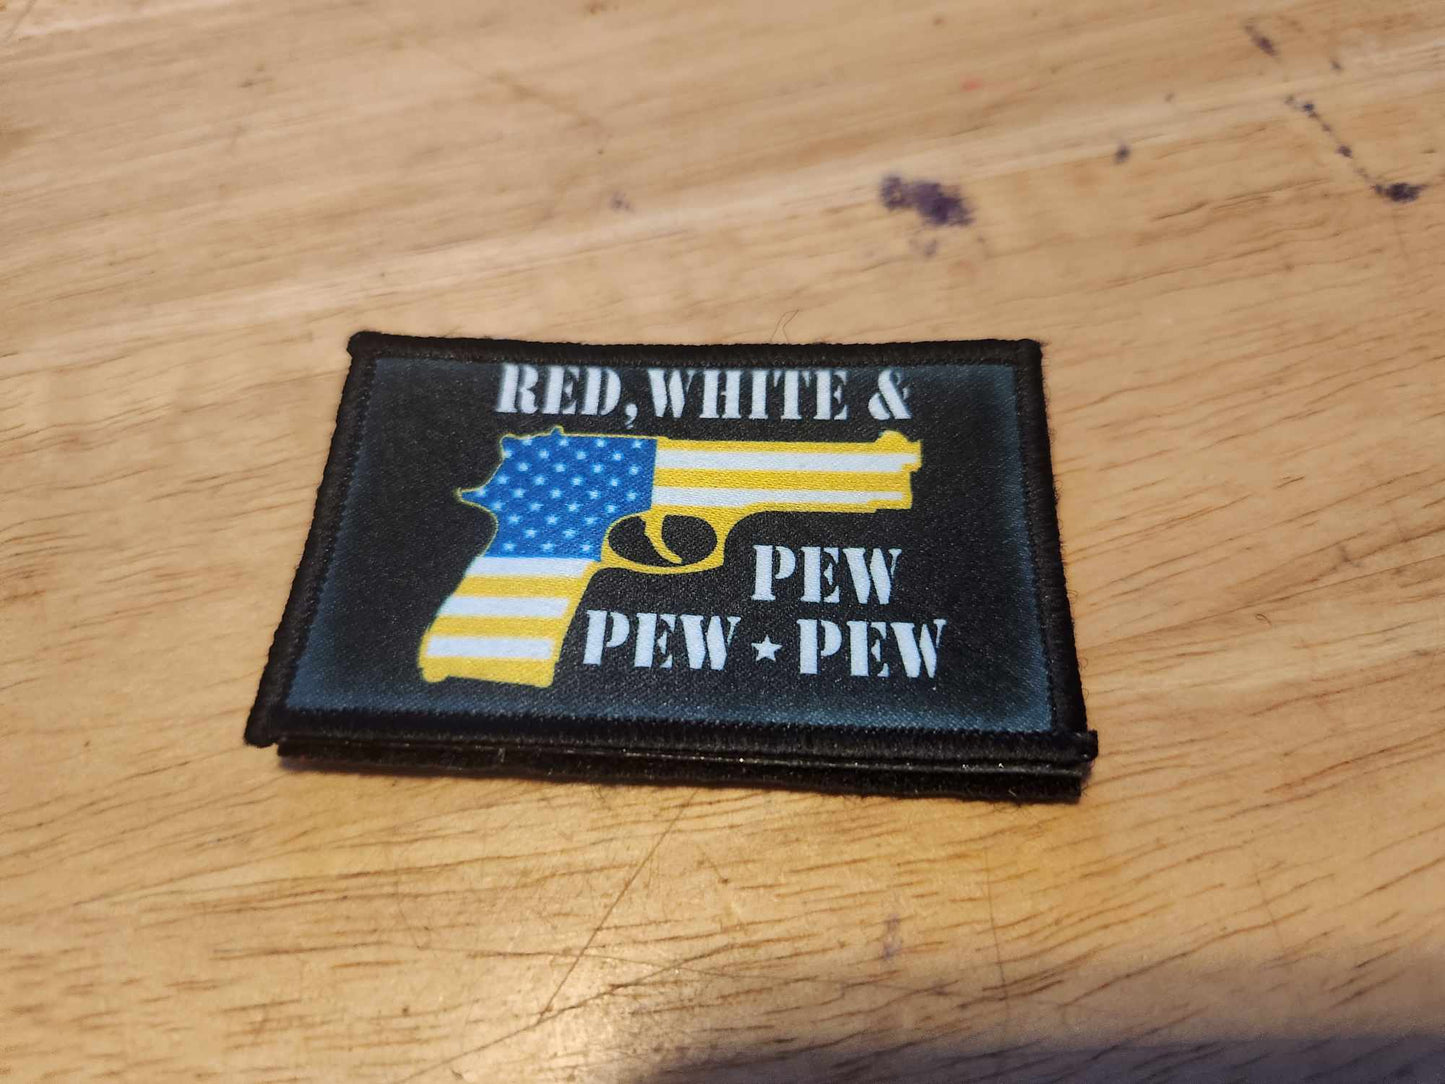 RED, WHITE &
PEW
PEW ★ PEW